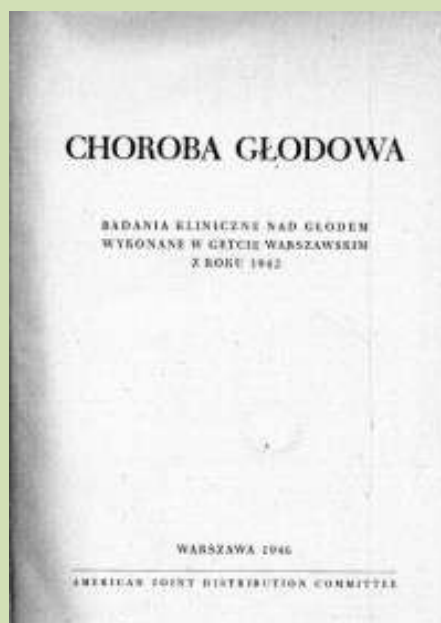 CHOROBA GŁODOWA
BADANIA KLINICZNE NAD GŁODEM
WYKONANE W GETCIE WARSZAWSKIM
Z ROKU 1942
WARSZAWA 1946
AMERICAN JOINT DISTRIBUTION COMMITTEE